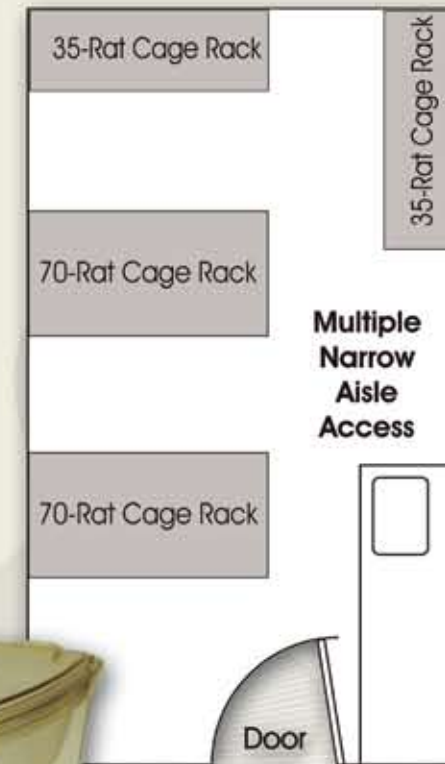 35-Rat Cage Rack
35-Rat Cage Rack
70-Rat Cage Rack
Multiple
Narrow
Aisle
Access
70-Rat Cage Rack
Door